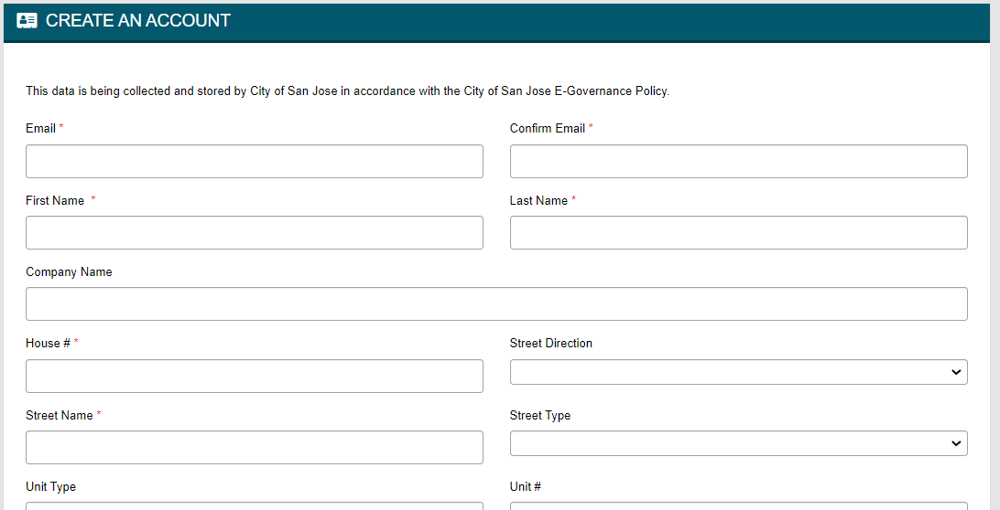 CREATE AN ACCOUNT
This data is being collected and stored by City of San Jose in accordance with the City of San Jose E-Governance Policy.
Email *
Confirm Email *
First Name *
Last Name *
Company Name
House # *
Street Direction
Street Name *
Street Type
Unit Type
Unit #